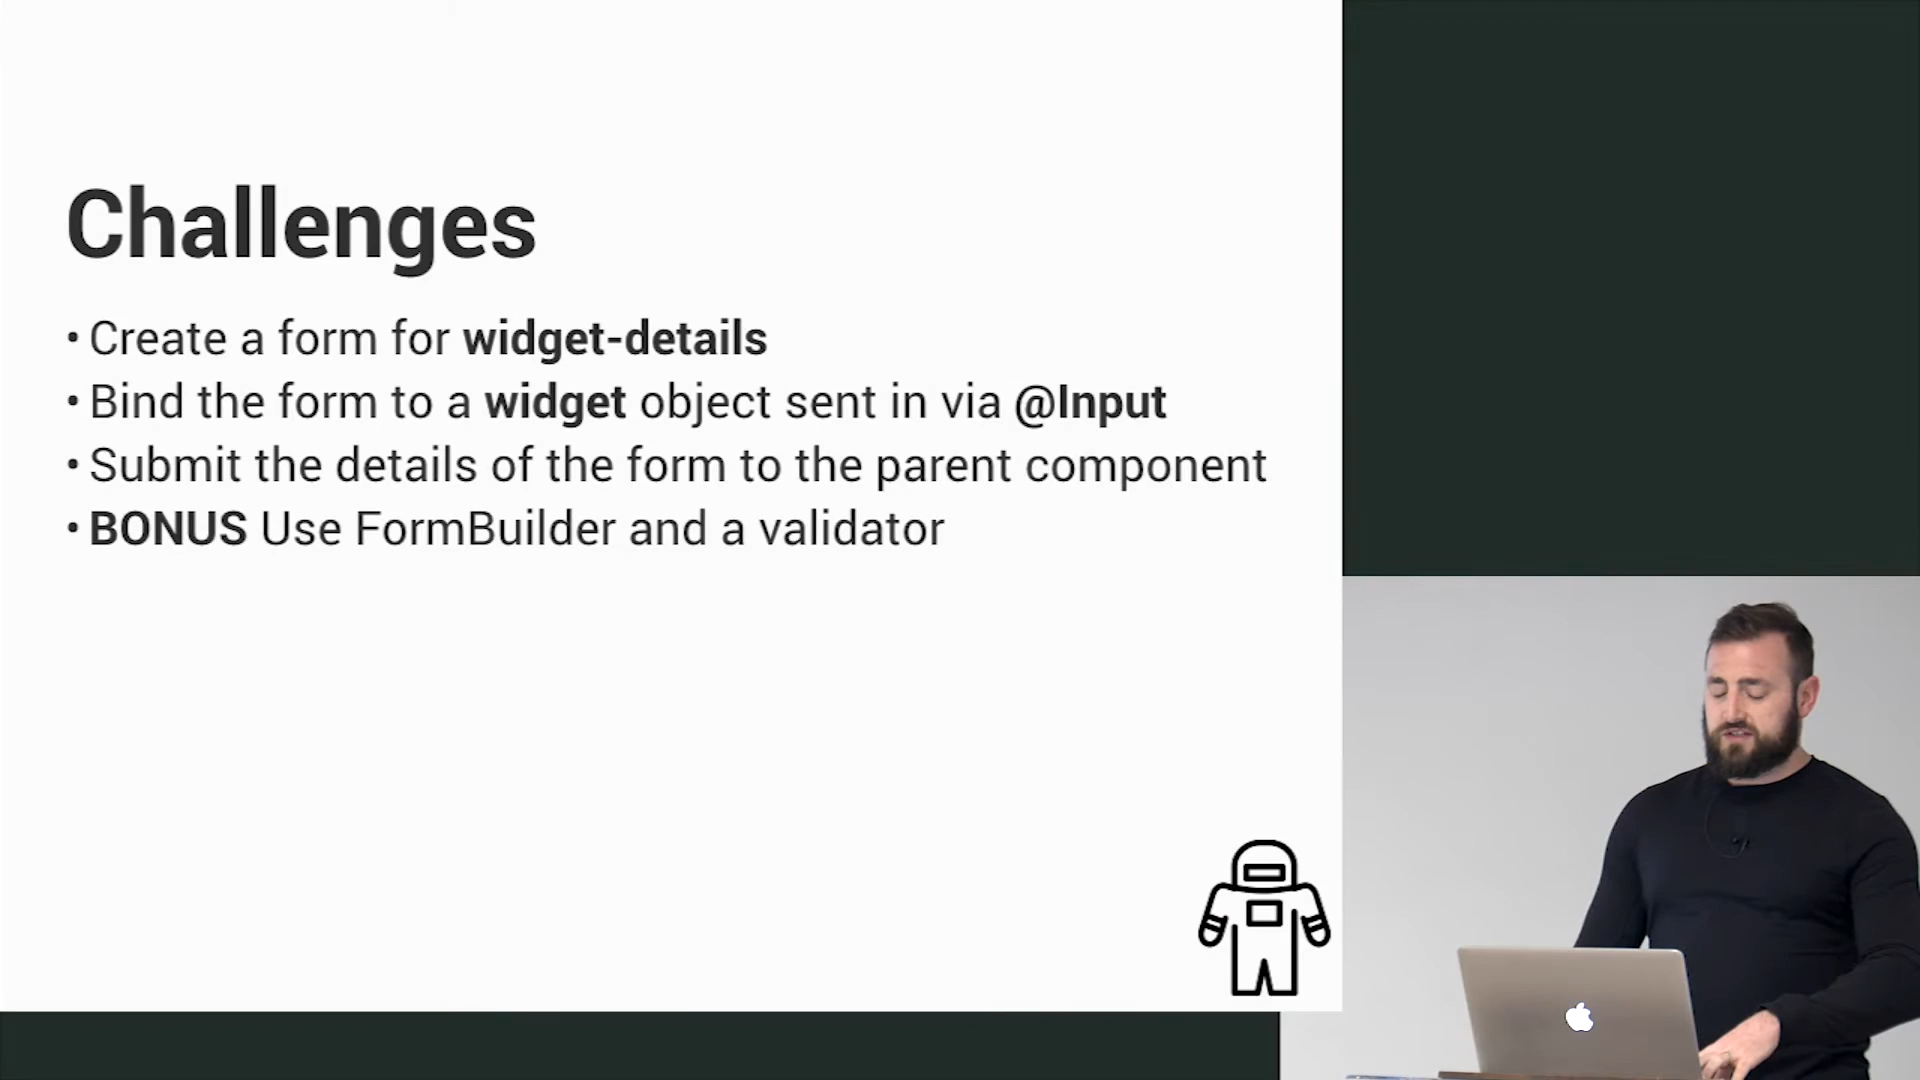 Challenges
• Create a form for widget-details
• Bind the form to a widget object sent in via @Input
• Submit the details of the form to the parent component
• BONUS Use FormBuilder and a validator